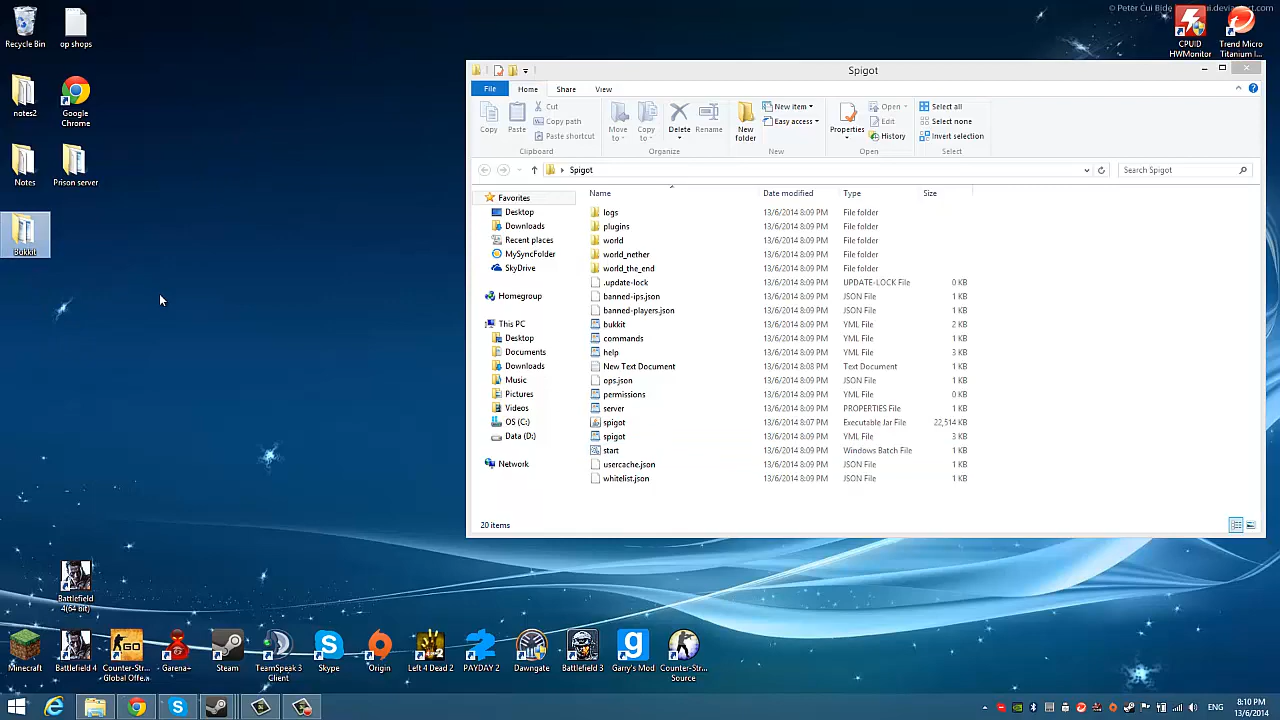 © Peter Cui Bide
Recycle Bin
op shops
CPUID HWMonitor
Trend Micro Titanium I...
notes2
Google Chrome
Notes
Prison server
Bukkit
Spigot
File
Home
Share
View
Copy
Paste
Cut
Copy path
Paste shortcut
Clipboard
Move to
Copy to
Delete
Rename
Organize
New folder
New item
Easy access
New
Properties
Open
Edit
History
Open
Select all
Select none
Invert selection
Select
Spigot
Search Spigot
Favorites
Desktop
Downloads
Recent places
MySyncFolder
SkyDrive
Homegroup
This PC
Desktop
Documents
Downloads
Music
Pictures
Videos
OS (C:)
Data (D:)
Network
Name Date modified Type Size
logs 13/6/2014 8:09 PM File folder
plugins 13/6/2014 8:09 PM File folder
world 13/6/2014 8:09 PM File folder
world_nether 13/6/2014 8:09 PM File folder
world_the_end 13/6/2014 8:09 PM File folder
.update-lock 13/6/2014 8:09 PM UPDATE-LOCK File 0 KB
banned-ips.json 13/6/2014 8:09 PM JSON File 1 KB
banned-players.json 13/6/2014 8:09 PM JSON File 1 KB
bukkit 13/6/2014 8:09 PM YML File 2 KB
commands 13/6/2014 8:09 PM YML File 1 KB
help 13/6/2014 8:09 PM YML File 3 KB
New Text Document 13/6/2014 8:08 PM Text Document 1 KB
ops.json 13/6/2014 8:09 PM JSON File 1 KB
permissions 13/6/2014 8:09 PM YML File 0 KB
server 13/6/2014 8:09 PM PROPERTIES File 1 KB
spigot 13/6/2014 8:07 PM Executable Jar File 22,514 KB
spigot 13/6/2014 8:09 PM YML File 3 KB
start 13/6/2014 8:09 PM Windows Batch File 1 KB
usercache.json 13/6/2014 8:09 PM JSON File 1 KB
whitelist.json 13/6/2014 8:09 PM JSON File 1 KB
20 items
Battlefield 4(64 bit)
Minecraft
Battlefield 4
Counter-Str... Global Offe...
Garena+
Steam
TeamSpeak 3 Client
Skype
Origin
Left 4 Dead 2
PAYDAY 2
Dawngate
Battlefield 3
Garry's Mod
Counter-Str... Source
ENG
8:10 PM
13/6/2014